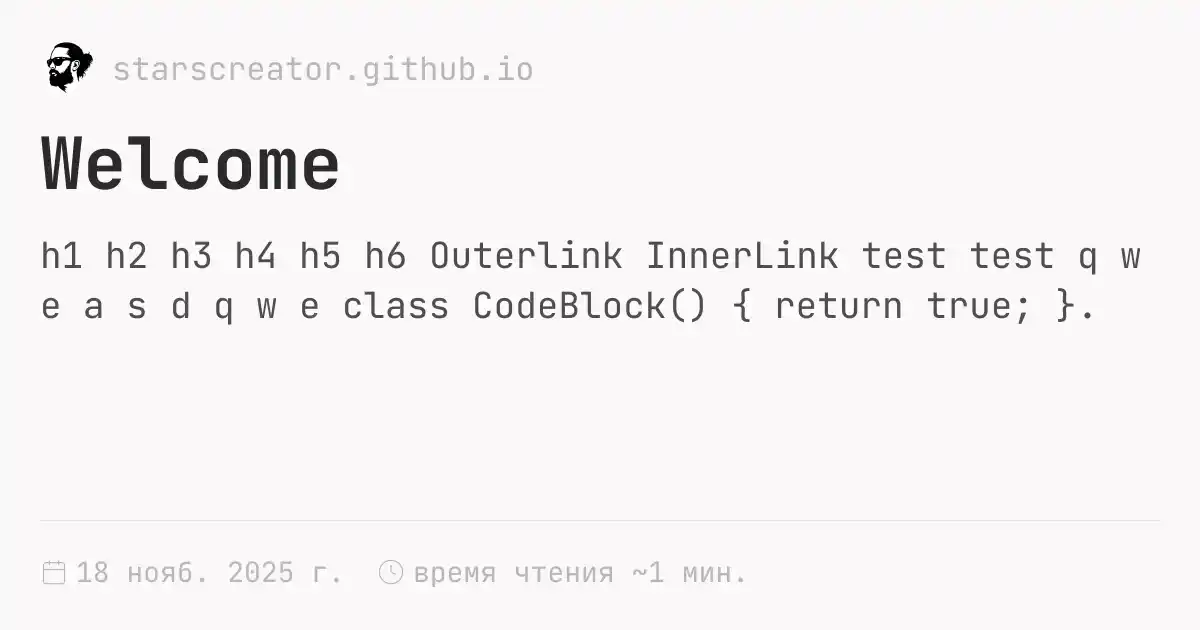 starscreator.github.io
Welcome
h1 h2 h3 h4 h5 h6 Outerlink InnerLink test test q w
e a s d q w e class CodeBlock() { return true; }.
18 нояб. 2025 г. время чтения ~1 мин.